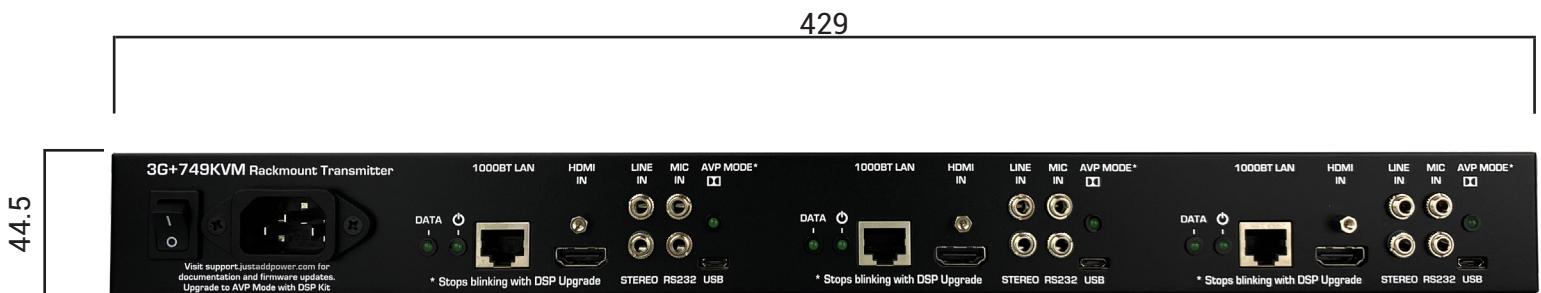 429
44.5
3G+749KVM Rackmount Transmitter
1000BT LAN
HDMI
IN
LINE
IN
MIC
IN
AVP MODE*
DATA
STEREO RS232 USB
* Stops blinking with DSP Upgrade
1000BT LAN
HDMI
IN
LINE
IN
MIC
IN
AVP MODE*
DATA
STEREO RS232 USB
* Stops blinking with DSP Upgrade
1000BT LAN
HDMI
IN
LINE
IN
MIC
IN
AVP MODE*
DATA
STEREO RS232 USB
* Stops blinking with DSP Upgrade
I
O
Visit support.justaddpower.com for
documentation and firmware updates.
Upgrade to AVP Mode with DSP Kit